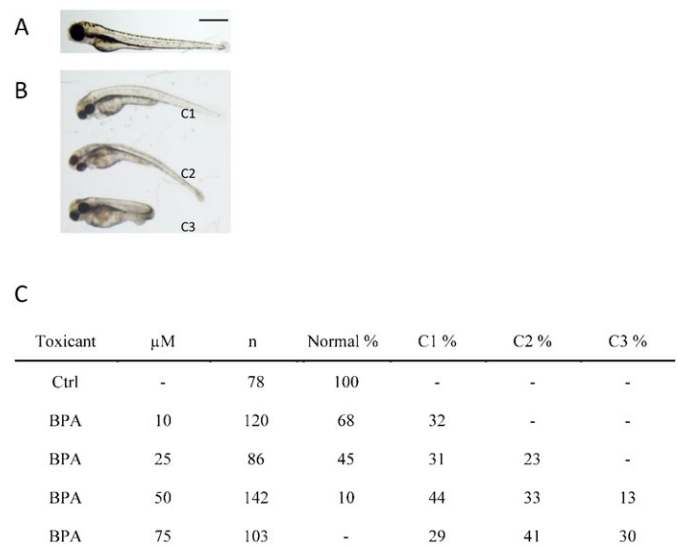 A
B
C1
C2
C3
C
Toxicant µM n Normal % C1 % C2 % C3 %
Ctrl - 78 100 - - -
BPA 10 120 68 32 - -
BPA 25 86 45 31 23 -
BPA 50 142 10 44 33 13
BPA 75 103 - 29 41 30